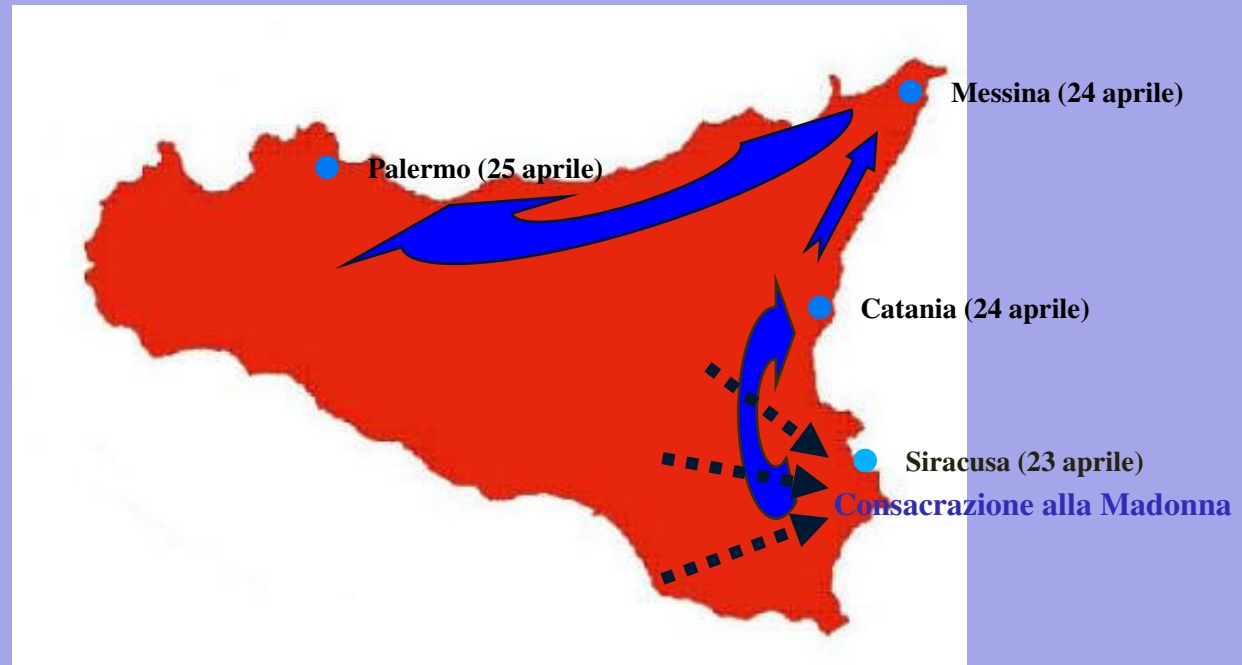 Messina (24 aprile)
Palermo (25 aprile)
Catania (24 aprile)
Siracusa (23 aprile)
Consacrazione alla Madonna